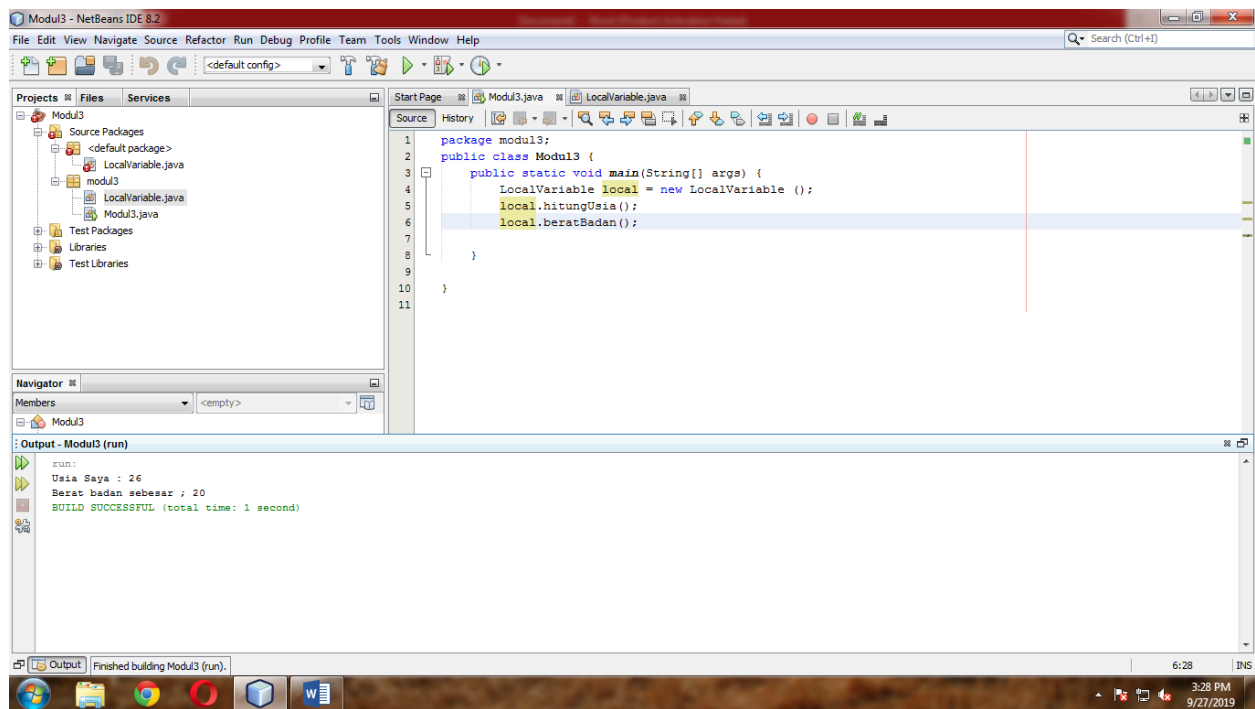 Modul3 - NetBeans IDE 8.2
File Edit View Navigate Source Refactor Run Debug Profile Team Tools Window Help
Search (Ctrl+I)
<default config>
Projects Files Services
Start Page Modul3.java LocalVariable.java
Source History
Modul3
Source Packages
<default package>
LocalVariable.java
modul3
LocalVariable.java
Modul3.java
Test Packages
Libraries
Test Libraries
1 package modul3;
2 public class Modul3 {
3 public static void main(String[] args) {
4 LocalVariable local = new LocalVariable ();
5 local.hitungUsia();
6 local.beratBadan();
7
8 }
9
10 }
11
Navigator
Members <empty>
Modul3
Output - Modul3 (run)
run:
Usia Saya : 26
Berat badan sebesar ; 20
BUILD SUCCESSFUL (total time: 1 second)
Output Finished building Modul3 (run).
6:28 INS
3:28 PM
9/27/2019